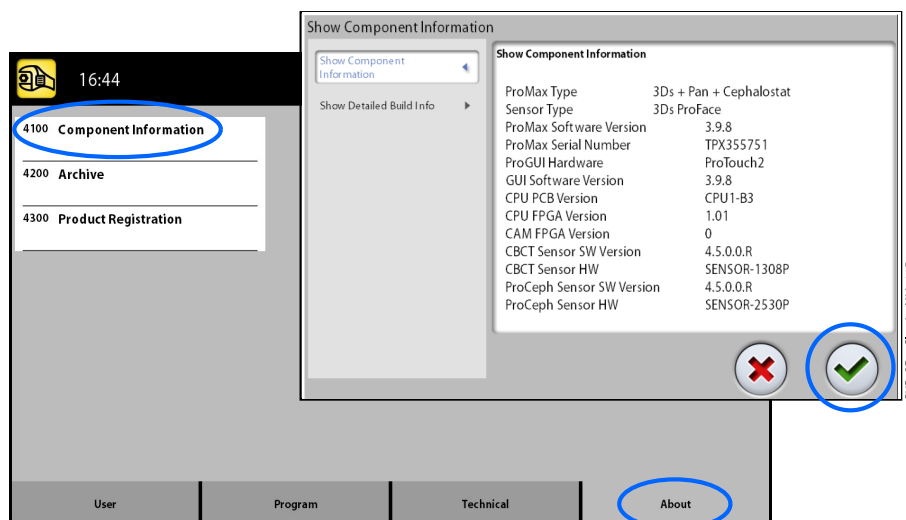 Show Component Information
16:44
4100 Component Information
4200 Archive
4300 Product Registration
Show Component
Information
Show Detailed Build Info
Show Component Information
ProMax Type 3Ds + Pan + Cephalostat
Sensor Type 3Ds ProFace
ProMax Software Version 3.9.8
ProMax Serial Number TPX355751
ProGUI Hardware ProTouch2
GUI Software Version 3.9.8
CPU PCB Version CPU1-B3
CPU FPGA Version 1.01
CAM FPGA Version 0
CBCT Sensor SW Version 4.5.0.0.R
CBCT Sensor HW SENSOR-1308P
ProCeph Sensor SW Version 4.5.0.0.R
ProCeph Sensor HW SENSOR-2530P
User Program Technical About